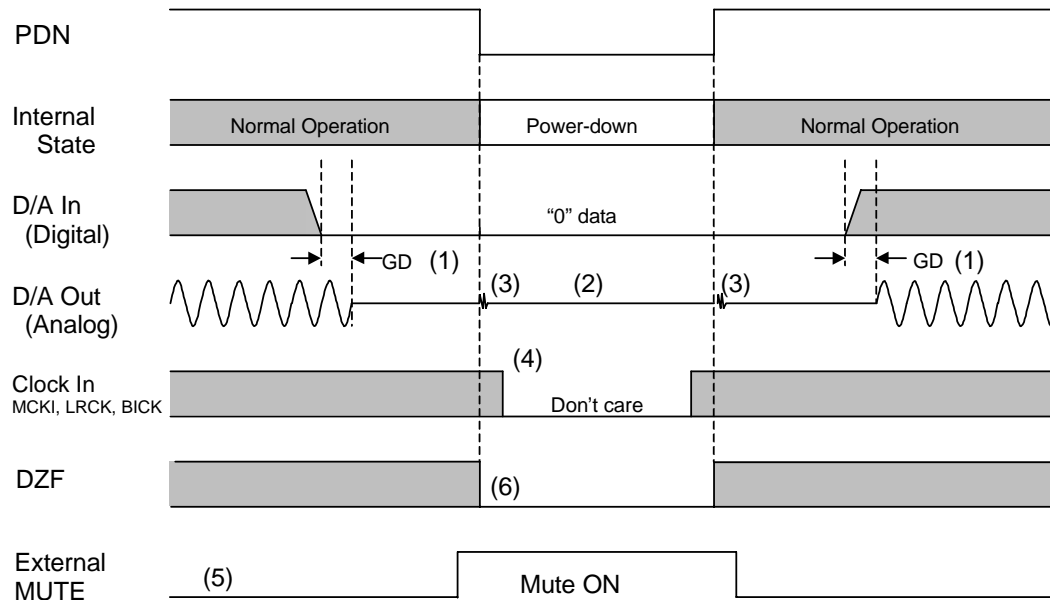 PDN
Internal
State
Normal Operation
Power-down
Normal Operation
D/A In
(Digital)
“0” data
GD (1)
GD (1)
D/A Out
(Analog)
(3)
(2)
(3)
Clock In
MCKI, LRCK, BICK
(4)
Don’t care
DZF
(6)
External
MUTE
(5)
Mute ON